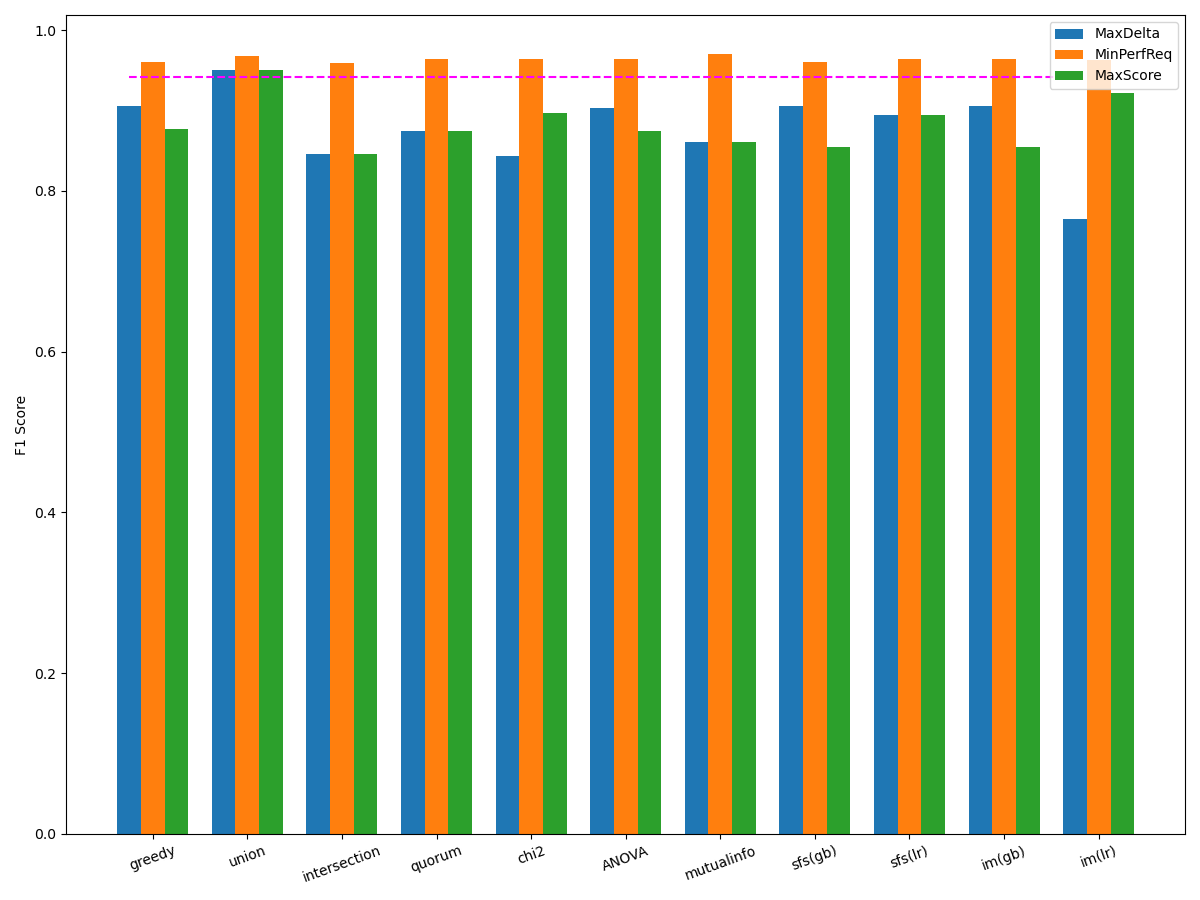 1.0
0.8
0.6
0.4
0.2
0.0
F1 Score
MaxDelta
MinPerfReq
MaxScore
greedy
union
intersection
quorum
chi2
ANOVA
mutualinfo
sfs(gb)
sfs(lr)
im(gb)
im(lr)